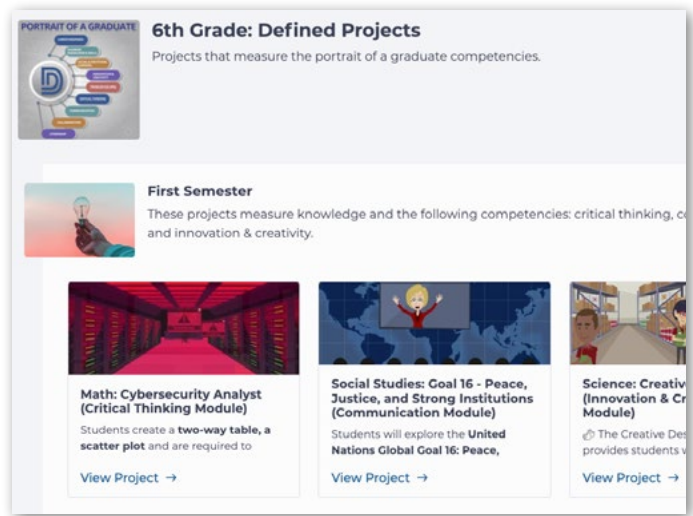 PORTRAIT OF A GRADUATE
6th Grade: Defined Projects
Projects that measure the portrait of a graduate competencies.
First Semester
These projects measure knowledge and the following competencies: critical thinking, co
and innovation & creativity.
Math: Cybersecurity Analyst
(Critical Thinking Module)
Students create a two-way table, a
scatter plot and are required to
View Project →
Social Studies: Goal 16 - Peace,
Justice, and Strong Institutions
(Communication Module)
Students will explore the United
Nations Global Goal 16: Peace,
View Project →
Science: Creative
(Innovation & Cr
Module)
The Creative Des
provides students w
View Project →